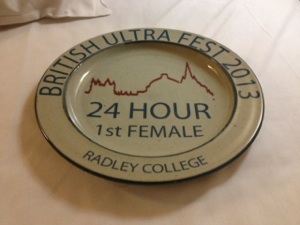 BRITISH ULTRA FEST 2013
24 HOUR
1st FEMALE
RADLEY COLLEGE